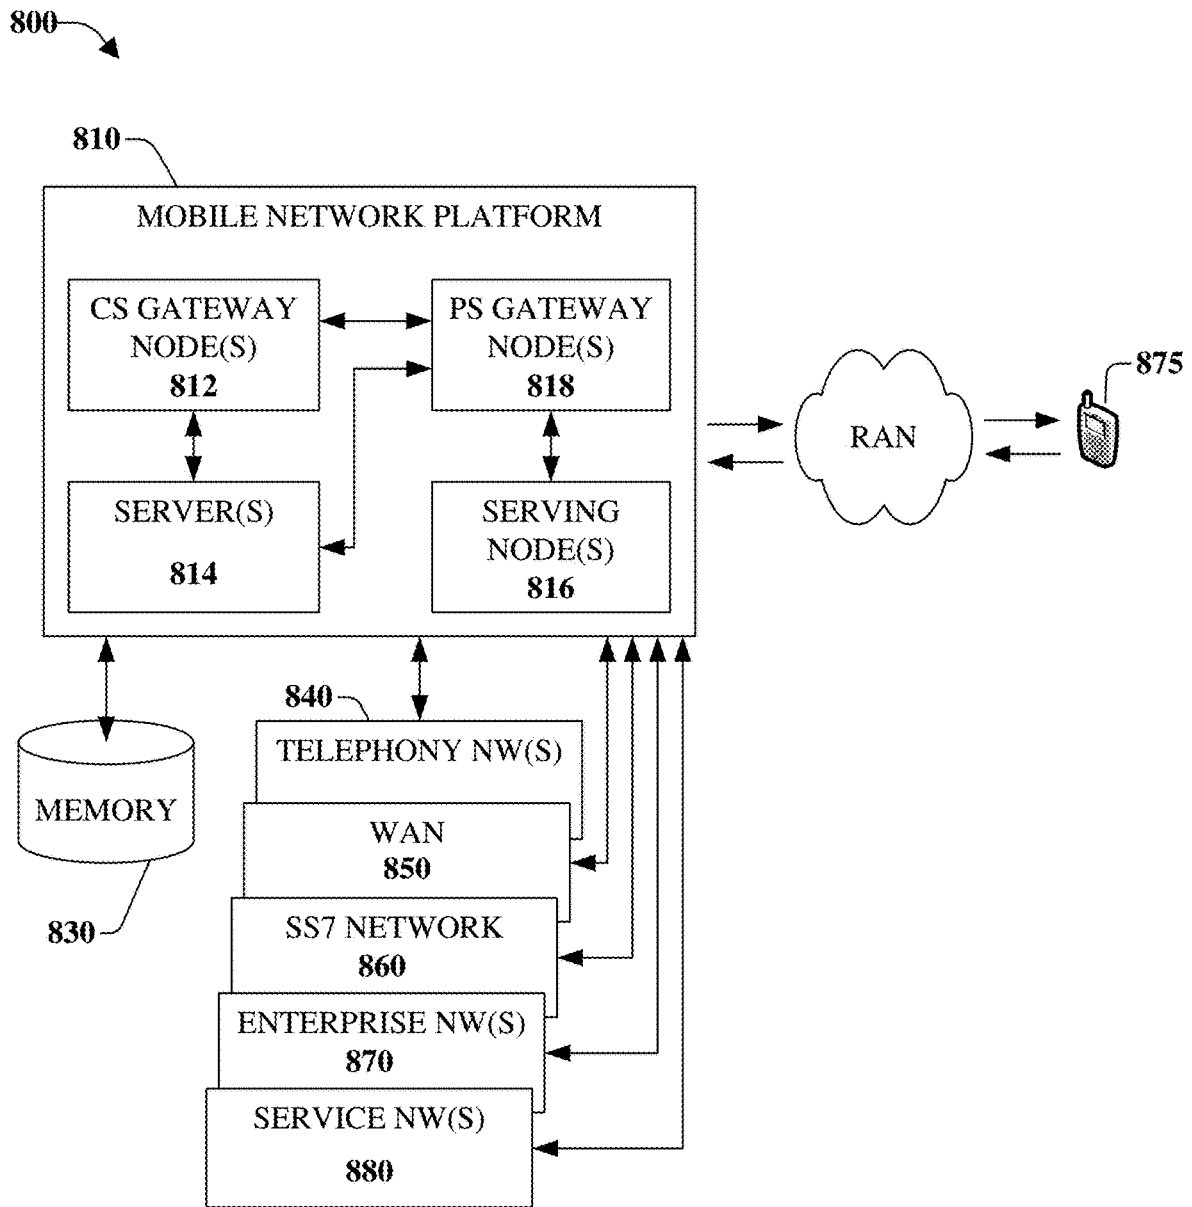 800
810
MOBILE NETWORK PLATFORM
CS GATEWAY
NODE(S)
812
PS GATEWAY
NODE(S)
818
SERVER(S)
814
SERVING
NODE(S)
816
RAN
875
840
TELEPHONY NW(S)
MEMORY
830
WAN
850
SS7 NETWORK
860
ENTERPRISE NW(S)
870
SERVICE NW(S)
880